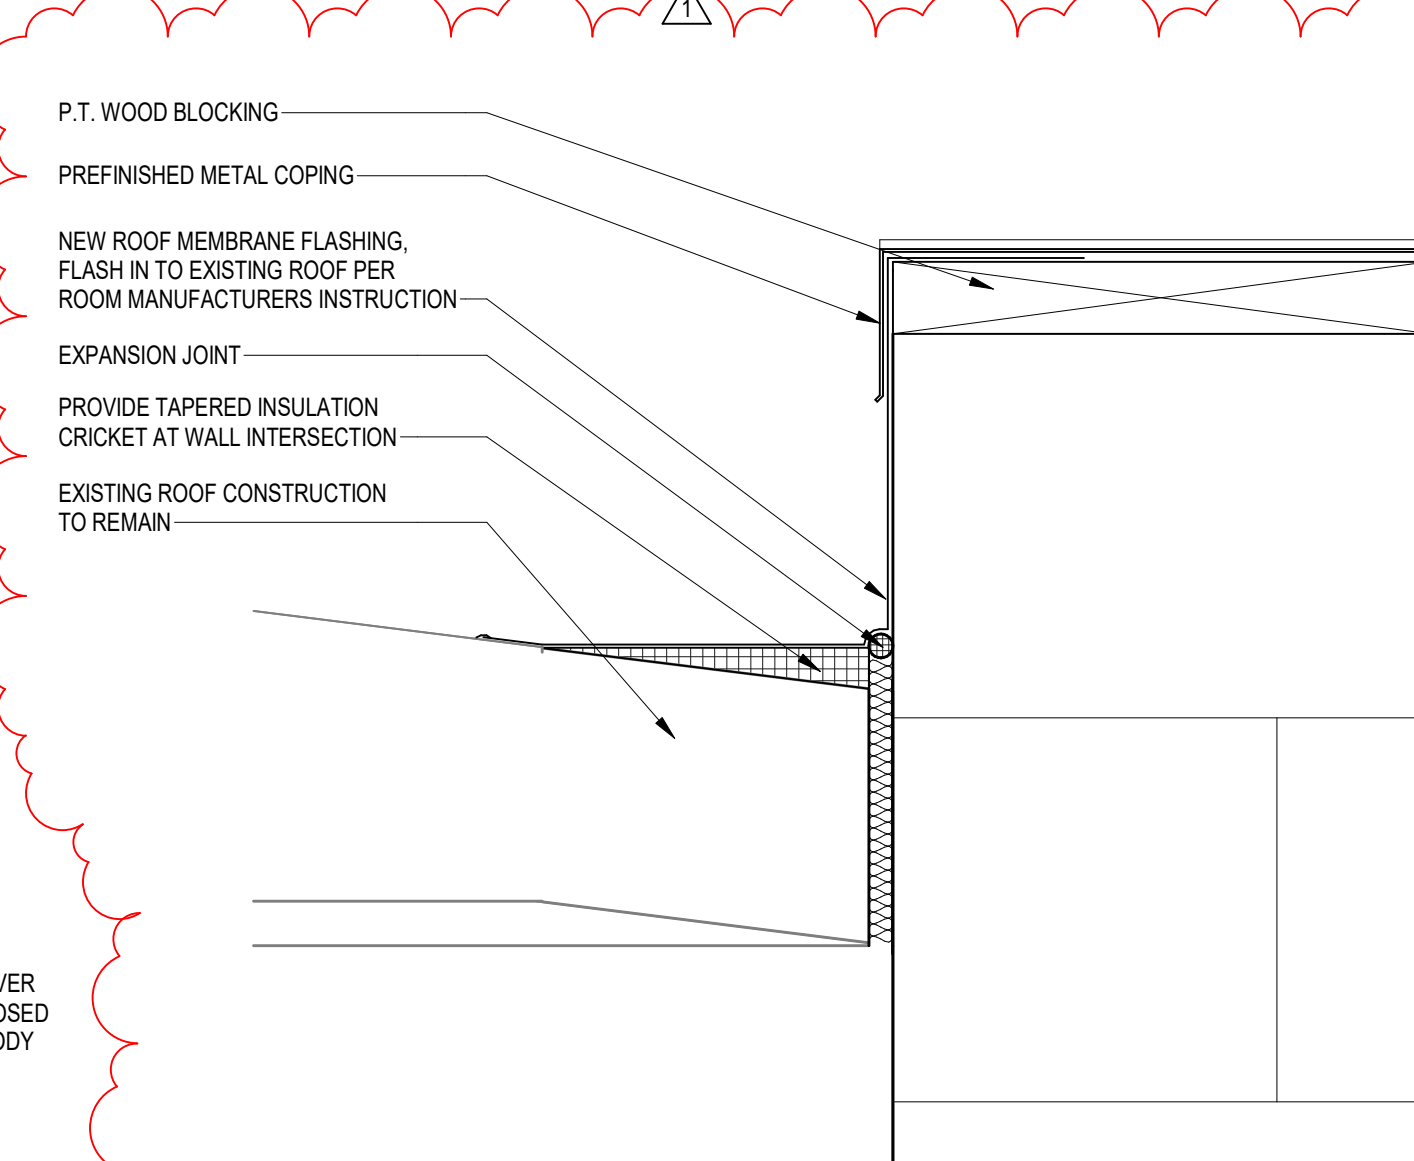 1
P.T. WOOD BLOCKING
PREFINISHED METAL COPING
NEW ROOF MEMBRANE FLASHING,
FLASH IN TO EXISTING ROOF PER
ROOM MANUFACTURERS INSTRUCTION
EXPANSION JOINT
PROVIDE TAPERED INSULATION
CRICKET AT WALL INTERSECTION
EXISTING ROOF CONSTRUCTION
TO REMAIN